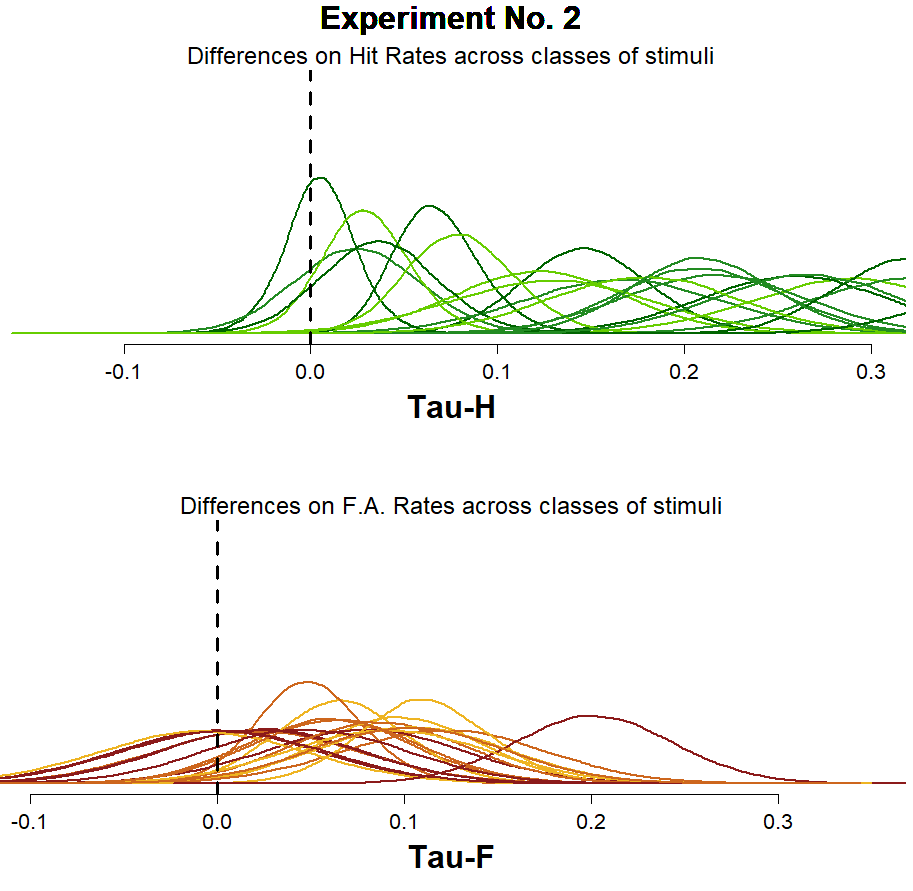 Experiment No. 2
Differences on Hit Rates across classes of stimuli
-0.1 0.0 0.1 0.2 0.3
Tau-H
Differences on F.A. Rates across classes of stimuli
-0.1 0.0 0.1 0.2 0.3
Tau-F